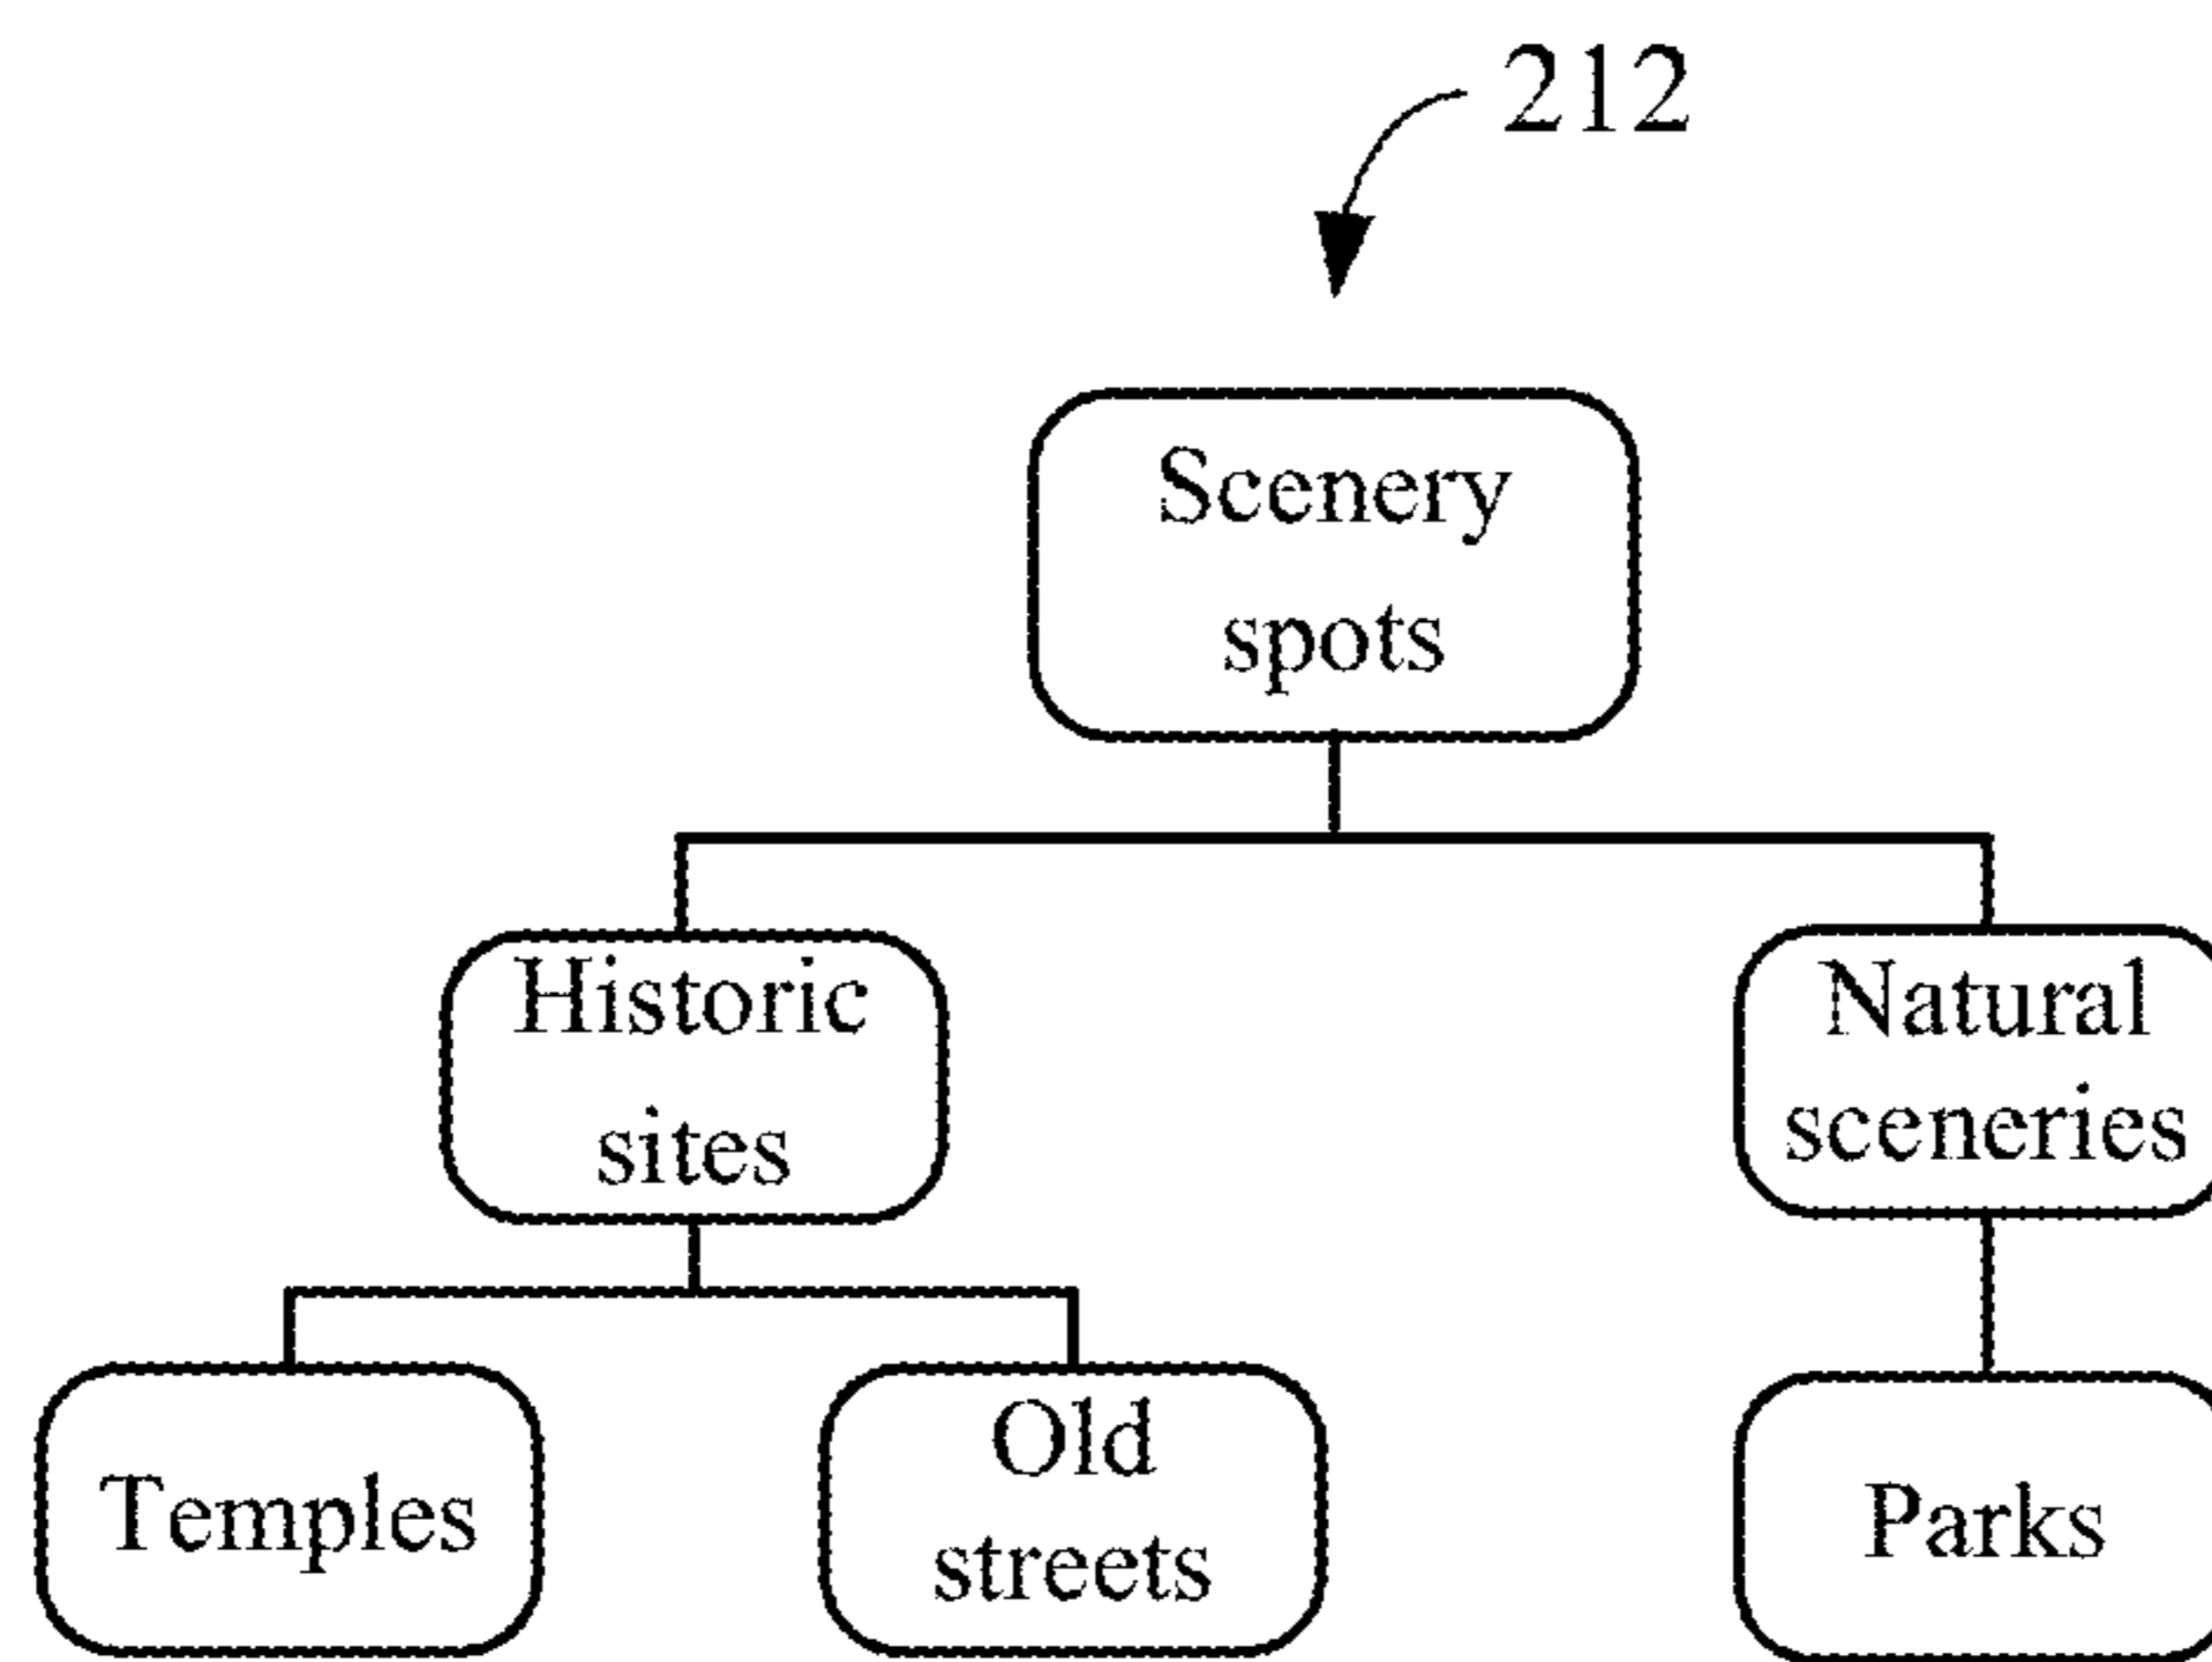 212
Scenery
spots
Historic
sites
Natural
sceneries
Temples
Old
streets
Parks